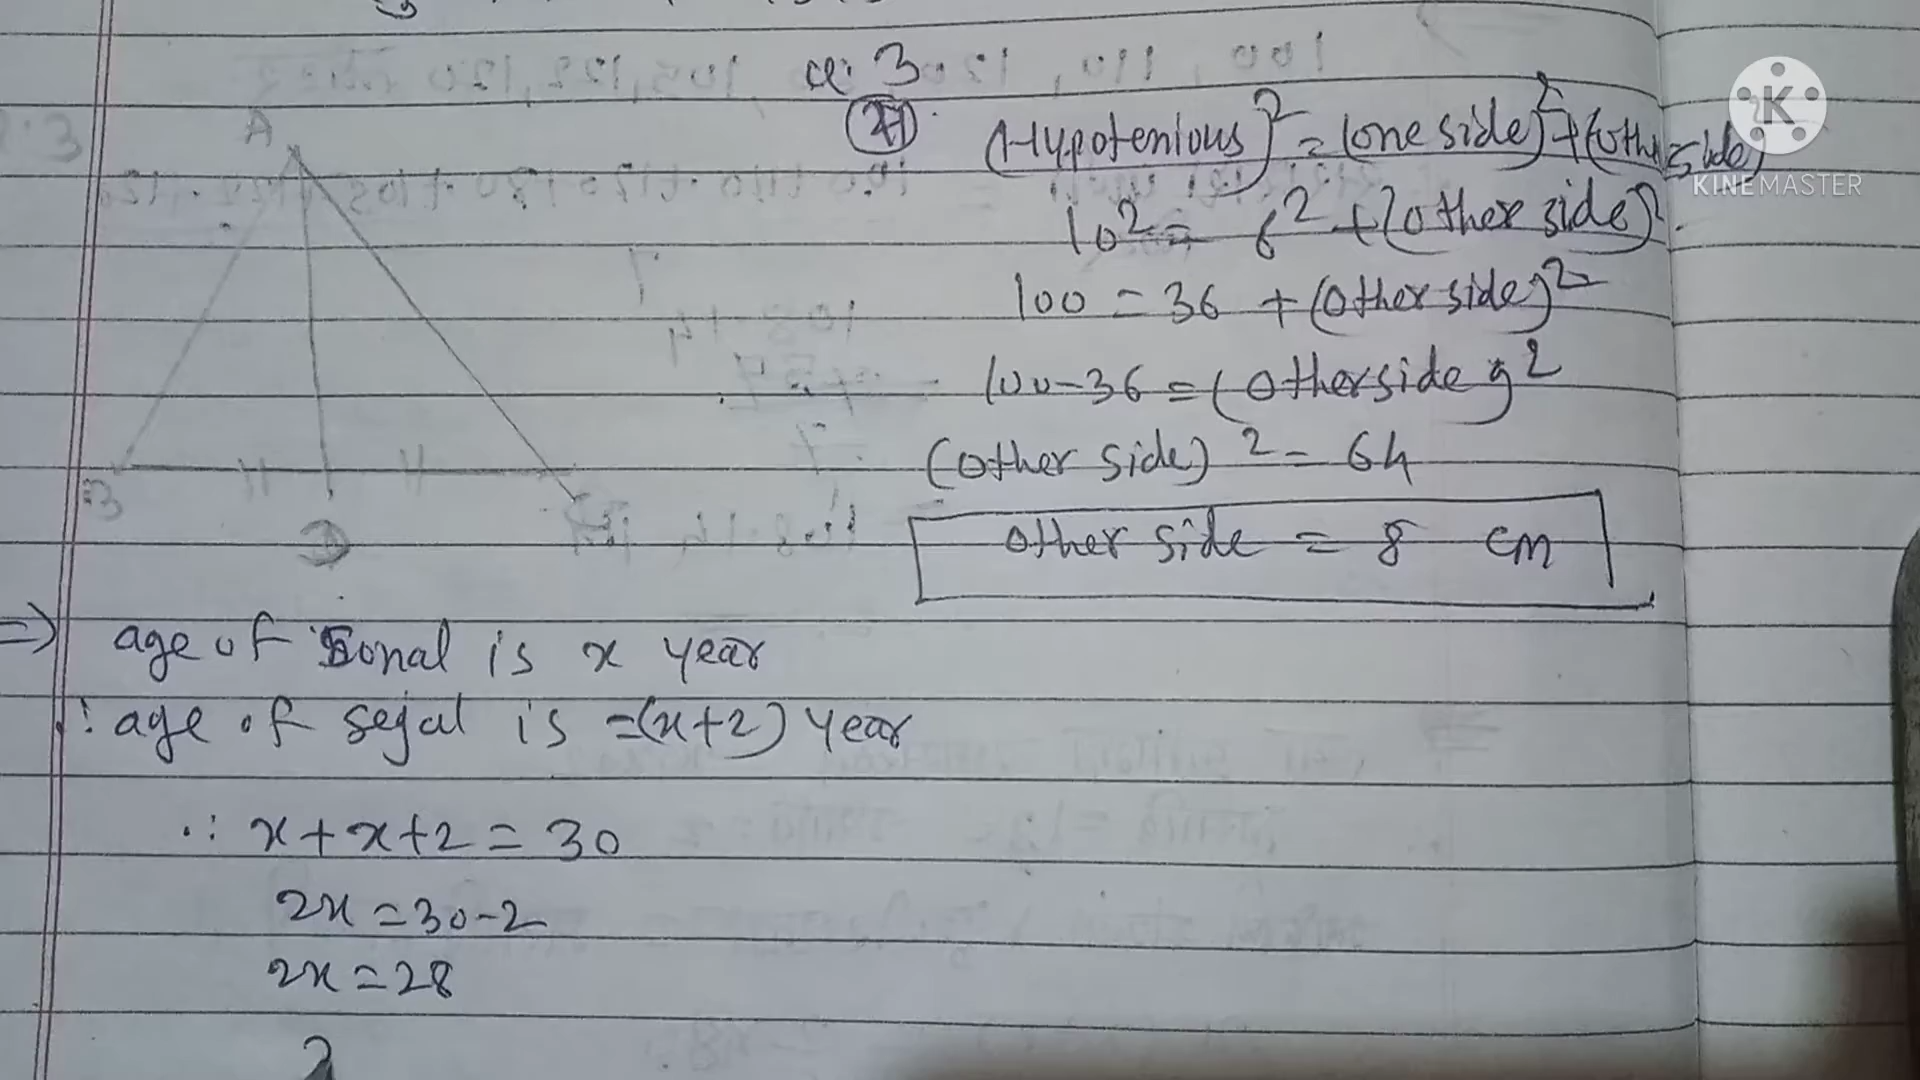 Q. 3
A
B
D
(Hypotenious)² = (one side)² + (other side)²
10² = 6² + (other side)²
100 = 36 + (other side)²
100-36 = (other side)²
(other side)² = 64
other side = 8 cm
=> age of Sonal is x year
∴ age of sejal is =(x+2) year
∴ x+x+2 = 30
2x = 30-2
2x = 28
K
KINEMASTER